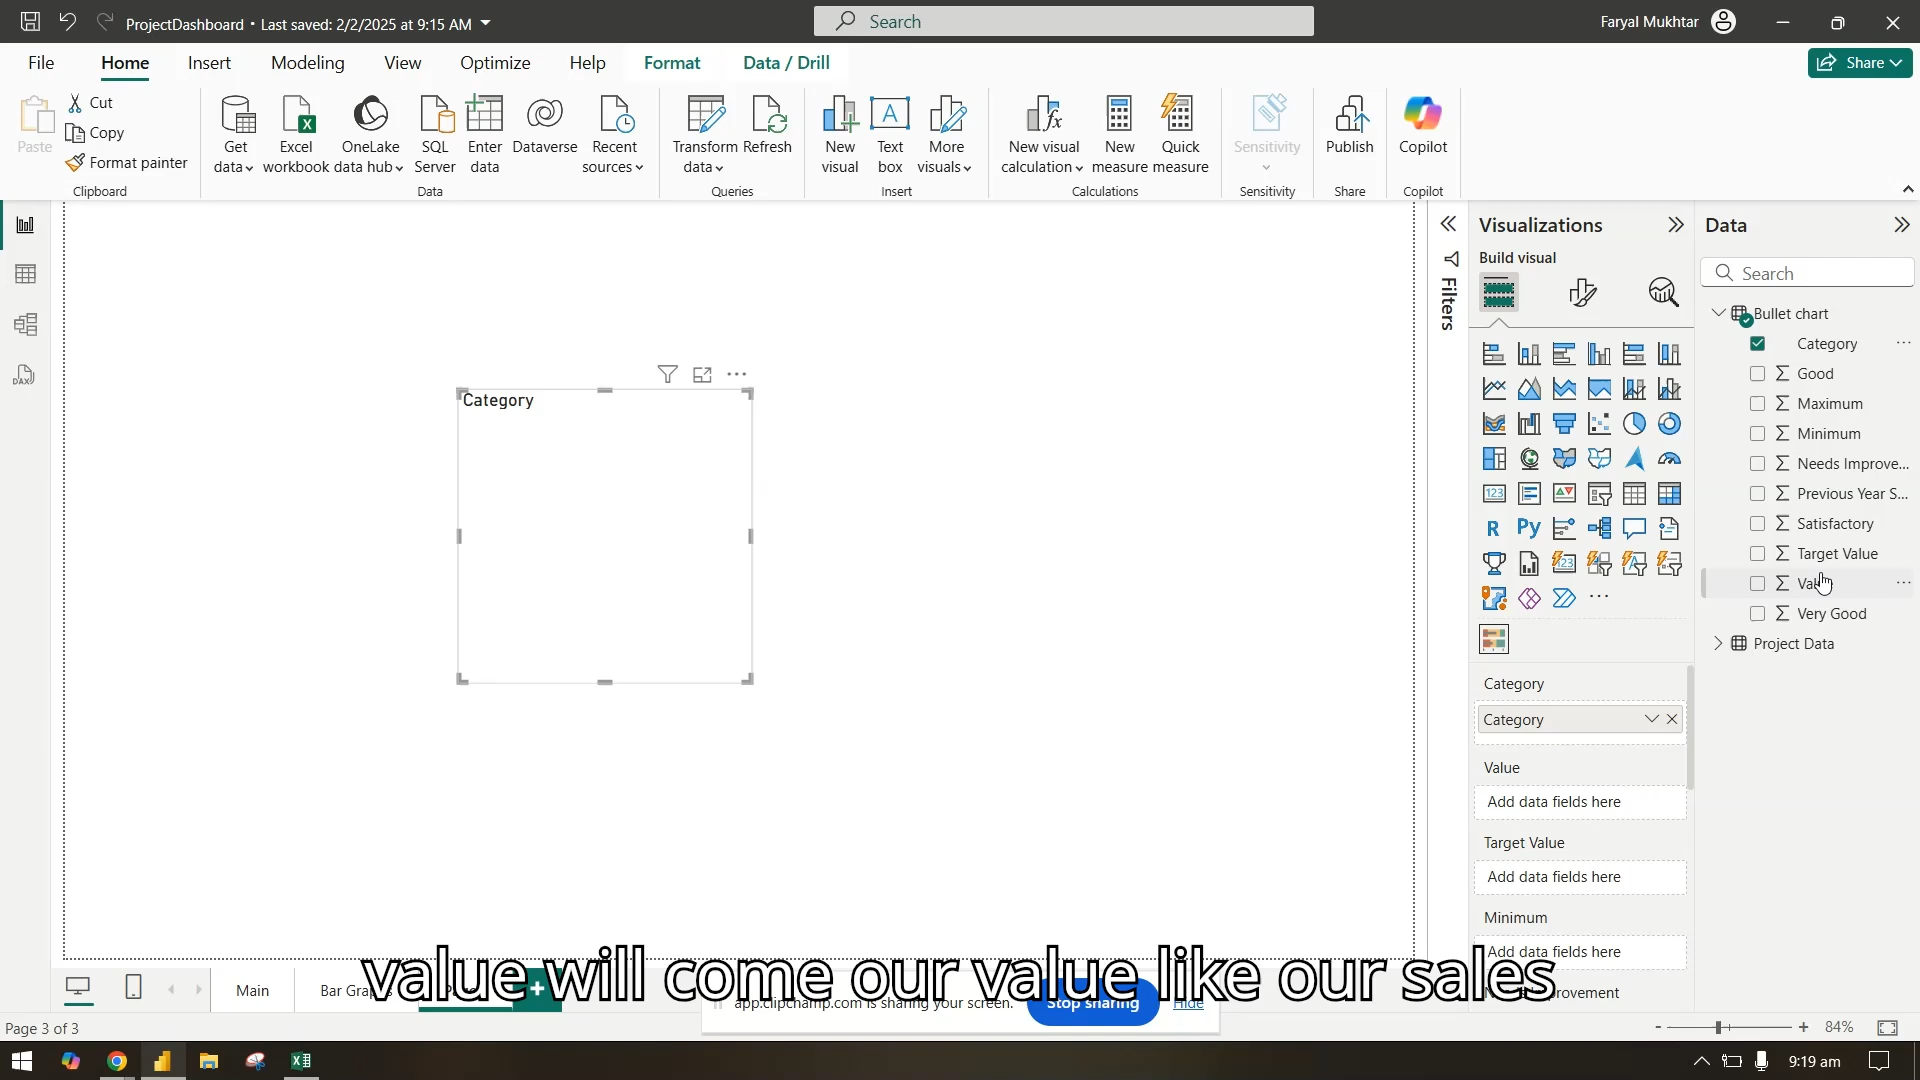 ProjectDashboard • Last saved: 2/2/2025 at 9:15 AM
Search
Faryal Mukhtar
File
Home
Insert
Modeling
View
Optimize
Help
Format
Data / Drill
Share
Paste
Cut
Copy
Format painter
Clipboard
Get data
Excel workbook
OneLake data hub
SQL Server
Enter data
Dataverse
Recent sources
Data
Transform data
Refresh
Queries
New visual
Text box
More visuals
Insert
New visual calculation
New measure
Quick measure
Calculations
Sensitivity
Sensitivity
Publish
Share
Copilot
Copilot
Category
Filters
Visualizations
Build visual
Category
Category
Value
Add data fields here
Target Value
Add data fields here
Minimum
Add data fields here
Data
Search
Bullet chart
Category
Good
Maximum
Minimum
Needs Improve...
Previous Year S...
Satisfactory
Target Value
Very Good
Project Data
value will come our value like our sales
Main
app.clipchamp.com is sharing your screen.
Stop sharing
Hide
Page 3 of 3
84%
9:19 am